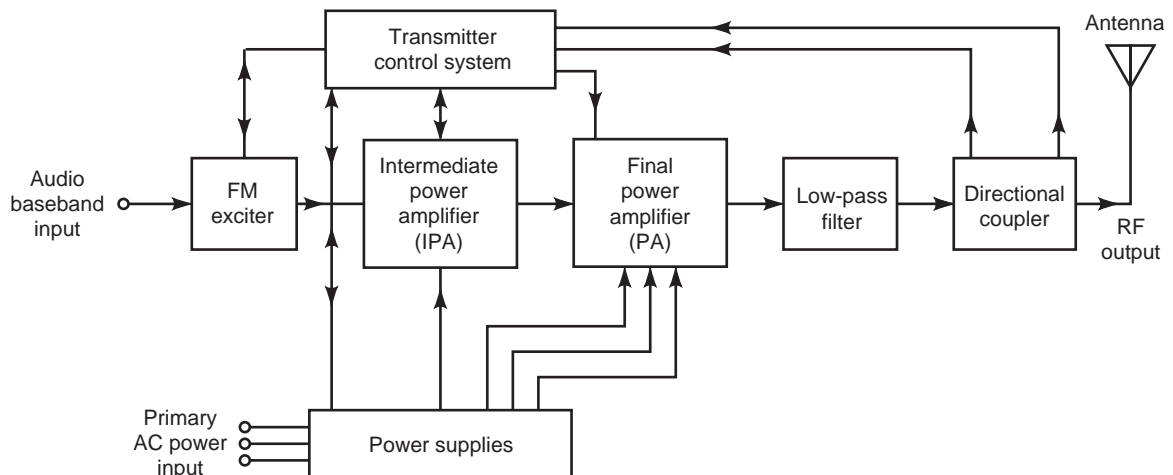 Transmitter
control system
Antenna
Audio
baseband
input
FM
exciter
Intermediate
power
amplifier
(IPA)
Final
power
amplifier
(PA)
Low-pass
filter
Directional
coupler
RF
output
Primary
AC power
input
Power supplies